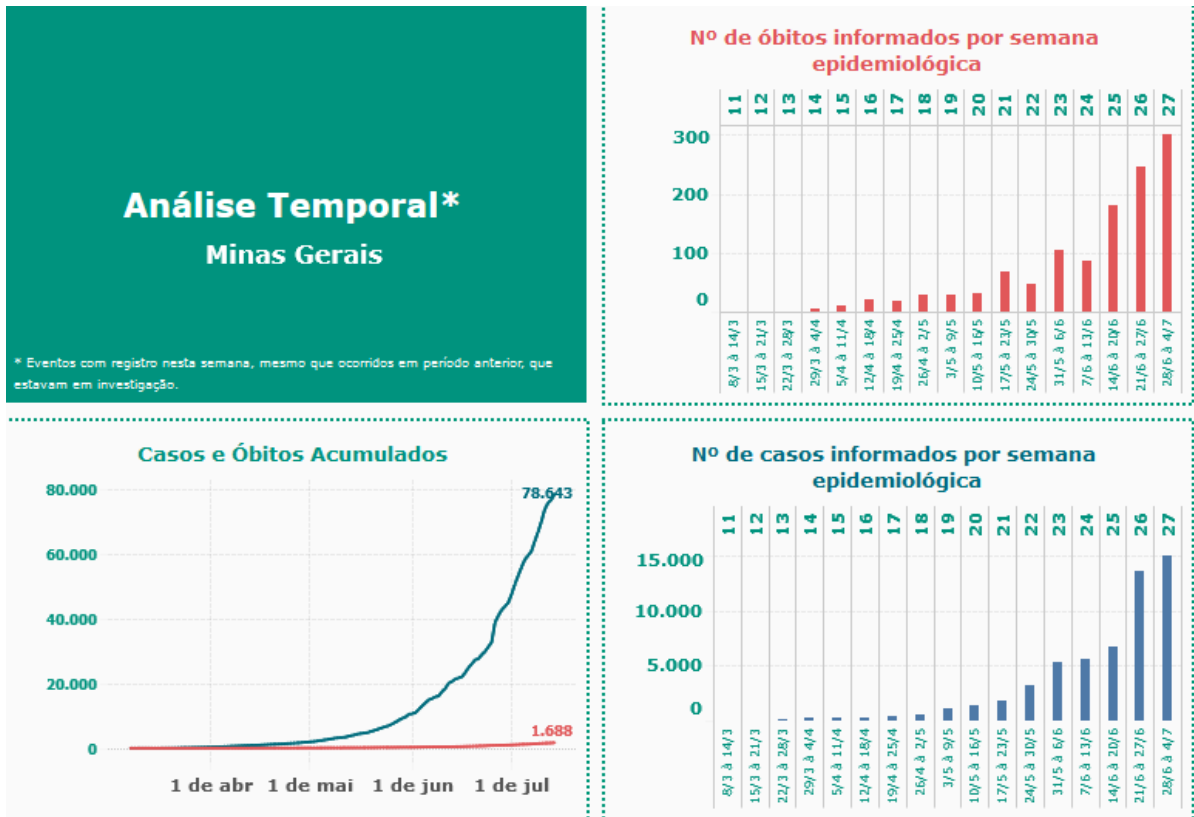 Análise Temporal*
Minas Gerais
* Eventos com registro nesta semana, mesmo que ocorridos em período anterior, que
estavam em investigação.
Nº de óbitos informados por semana
epidemiológica
11 12 13 14 15 16 17 18 19 20 21 22 23 24 25 26 27
300
200
100
0
8/3 à 14/3
15/3 à 21/3
22/3 à 28/3
29/3 à 4/4
5/4 à 11/4
12/4 à 18/4
19/4 à 25/4
26/4 à 2/5
3/5 à 9/5
10/5 à 16/5
17/5 à 23/5
24/5 à 30/5
31/5 à 6/6
7/6 à 13/6
14/6 à 20/6
21/6 à 27/6
28/6 à 4/7
Casos e Óbitos Acumulados
80.000
78.643
60.000
40.000
20.000
1.688
0
1 de abr 1 de mai 1 de jun 1 de jul
Nº de casos informados por semana
epidemiológica
11 12 13 14 15 16 17 18 19 20 21 22 23 24 25 26 27
15.000
10.000
5.000
0
8/3 à 14/3
15/3 à 21/3
22/3 à 28/3
29/3 à 4/4
5/4 à 11/4
12/4 à 18/4
19/4 à 25/4
26/4 à 2/5
3/5 à 9/5
10/5 à 16/5
17/5 à 23/5
24/5 à 30/5
31/5 à 6/6
7/6 à 13/6
14/6 à 20/6
21/6 à 27/6
28/6 à 4/7